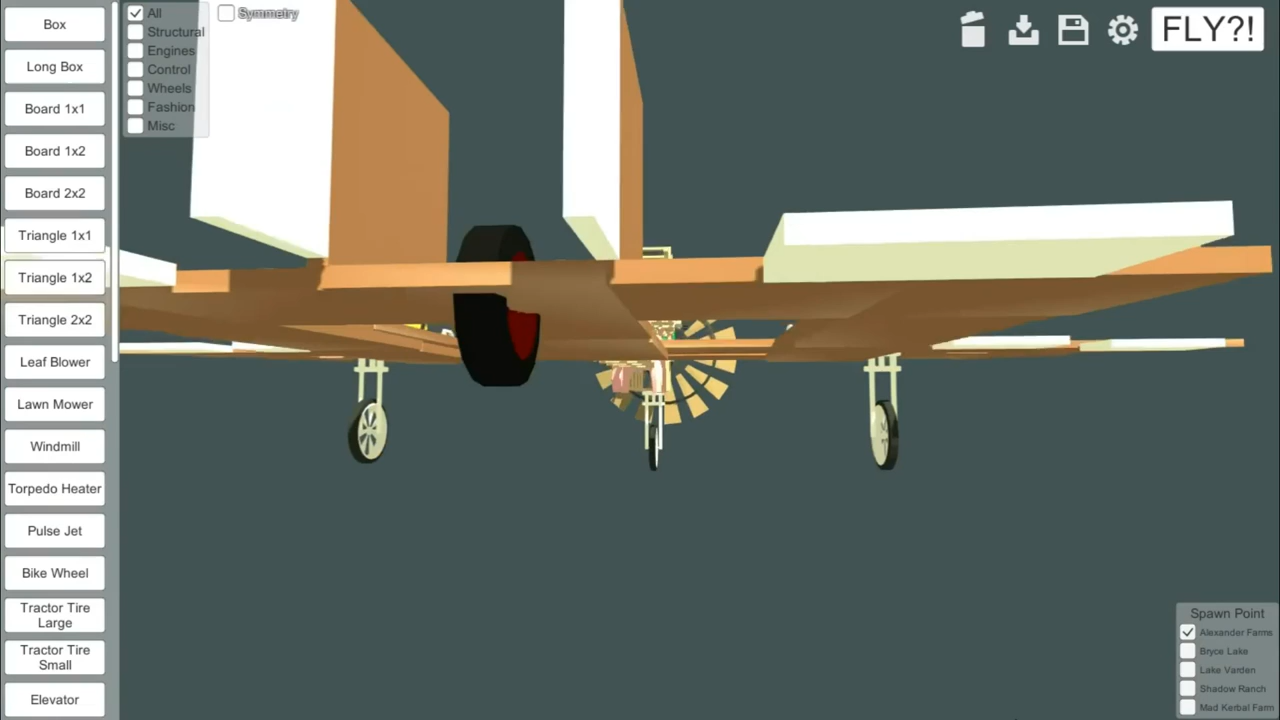 Box
Long Box
Board 1x1
Board 1x2
Board 2x2
Triangle 1x1
Triangle 1x2
Triangle 2x2
Leaf Blower
Lawn Mower
Windmill
Torpedo Heater
Pulse Jet
Bike Wheel
Tractor Tire
Large
Tractor Tire
Small
Elevator
All
Structural
Engines
Control
Wheels
Fashion
Misc
Symmetry
FLY?!
Spawn Point
Alexander Farms
Bryce Lake
Lake Varden
Shadow Ranch
Mad Kerbal Farm